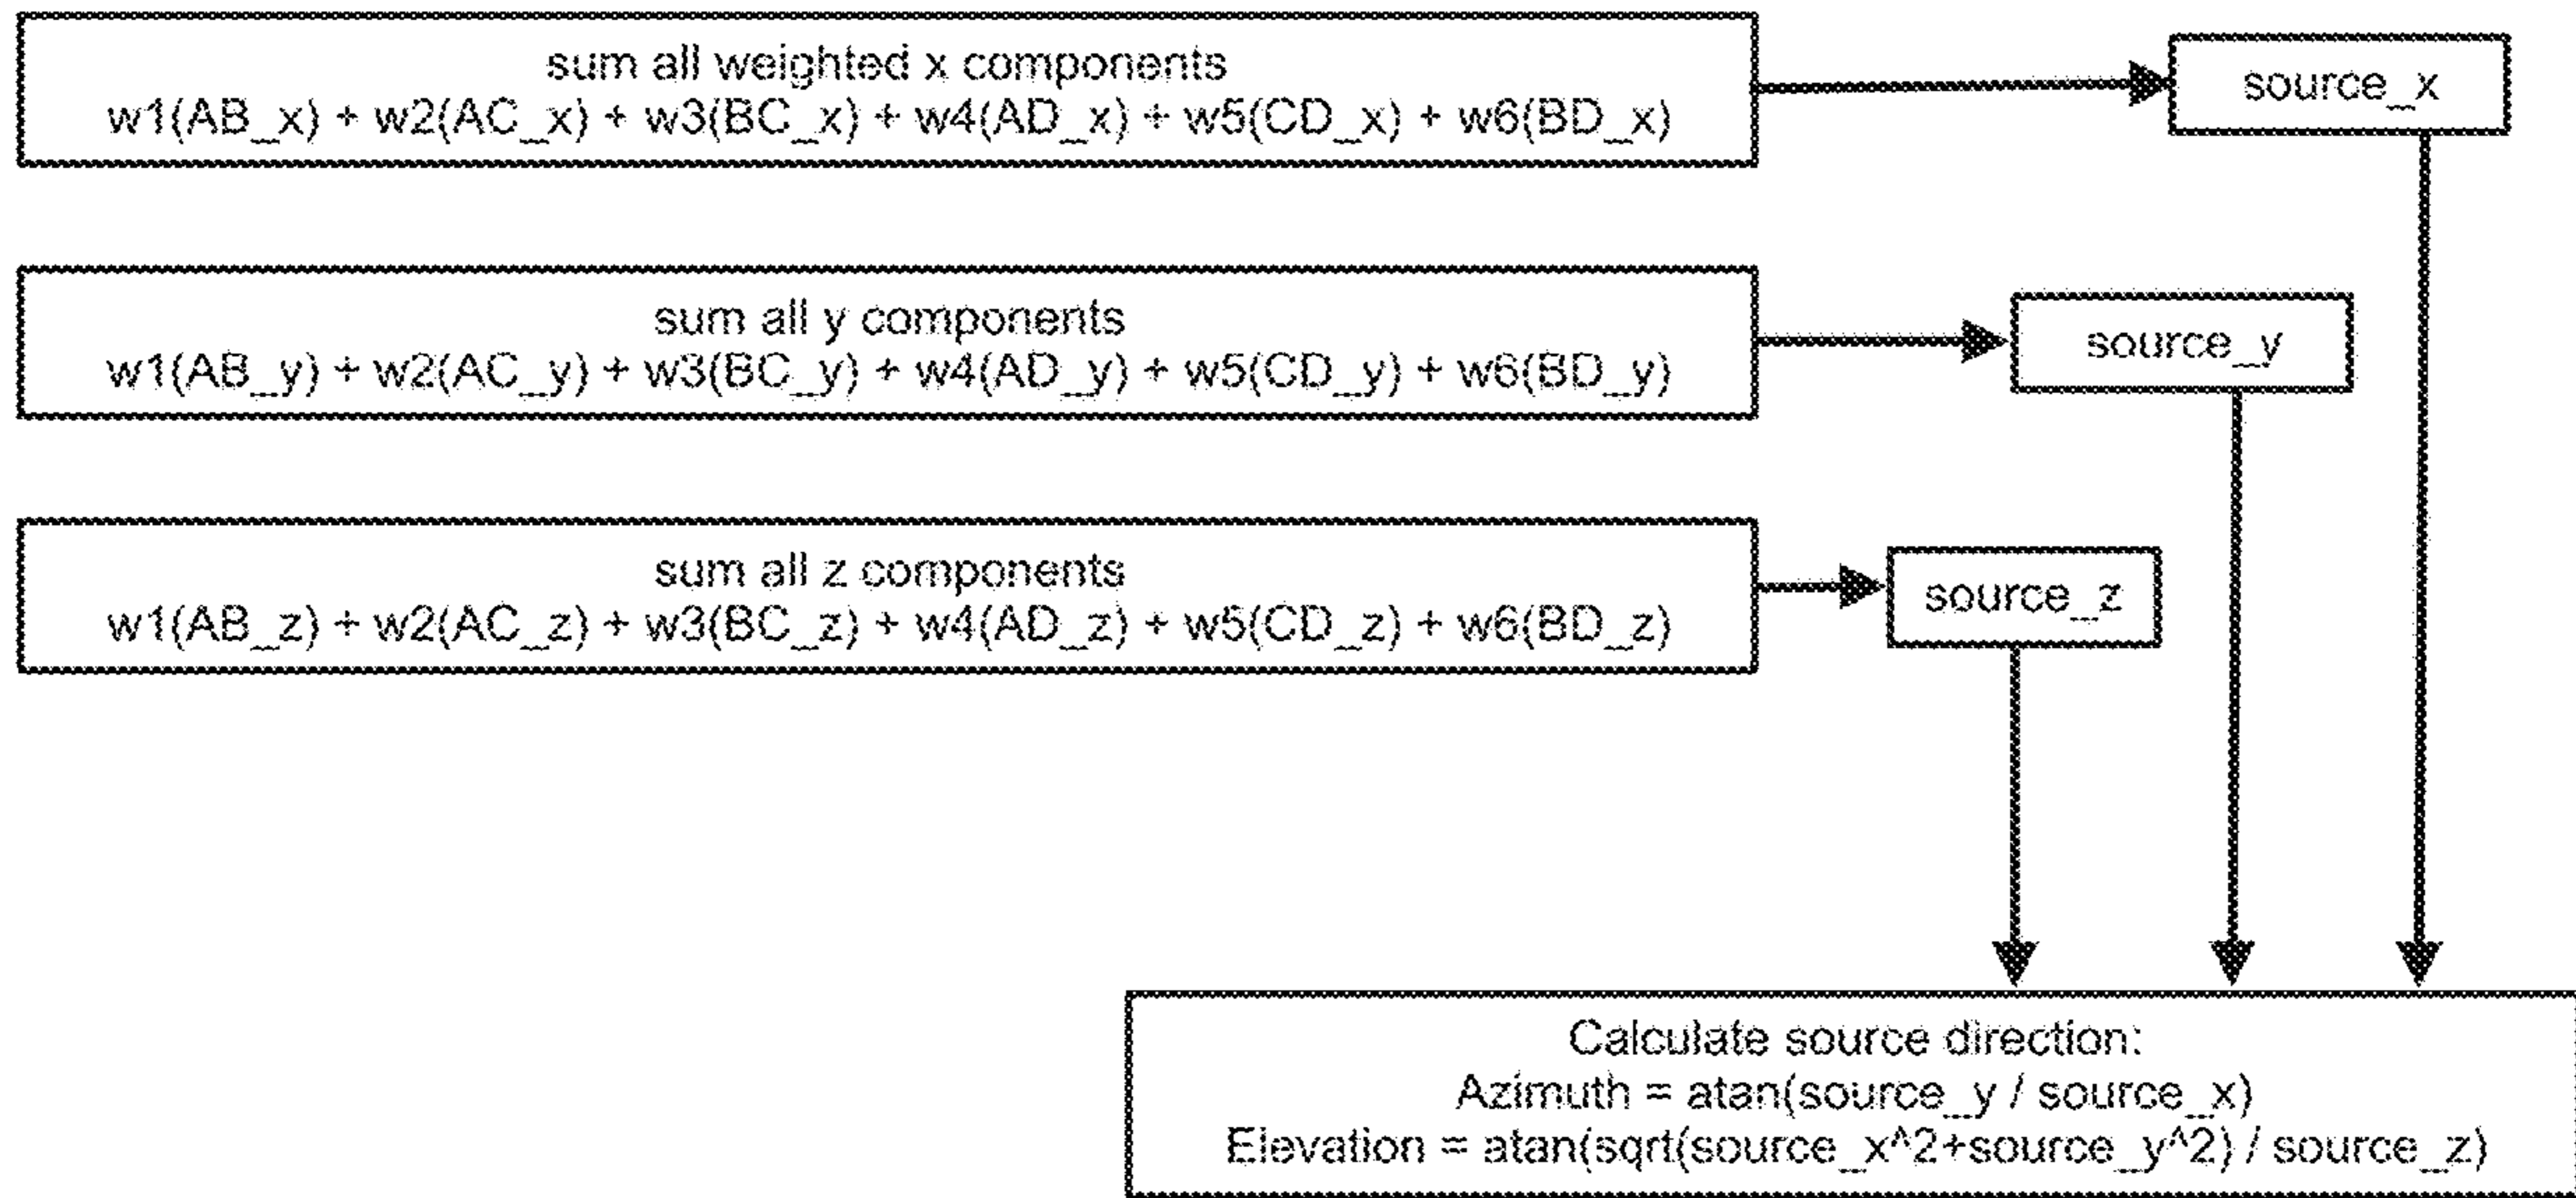 sum all weighted x components
w1(AB_x) + w2(AC_x) + w3(BC_x) + w4(AD_x) + w5(CD_x) + w6(BD_x)
source_x
sum all y components
w1(AB_y) + w2(AC_y) + w3(BC_y) + w4(AD_y) + w5(CD_y) + w6(BD_y)
source_y
sum all z components
w1(AB_z) + w2(AC_z) + w3(BC_z) + w4(AD_z) + w5(CD_z) + w6(BD_z)
source_z
Calculate source direction:
Azimuth = atan(source_y / source_x)
Elevation = atan(sqrt(source_x^2+source_y^2) / source_z)